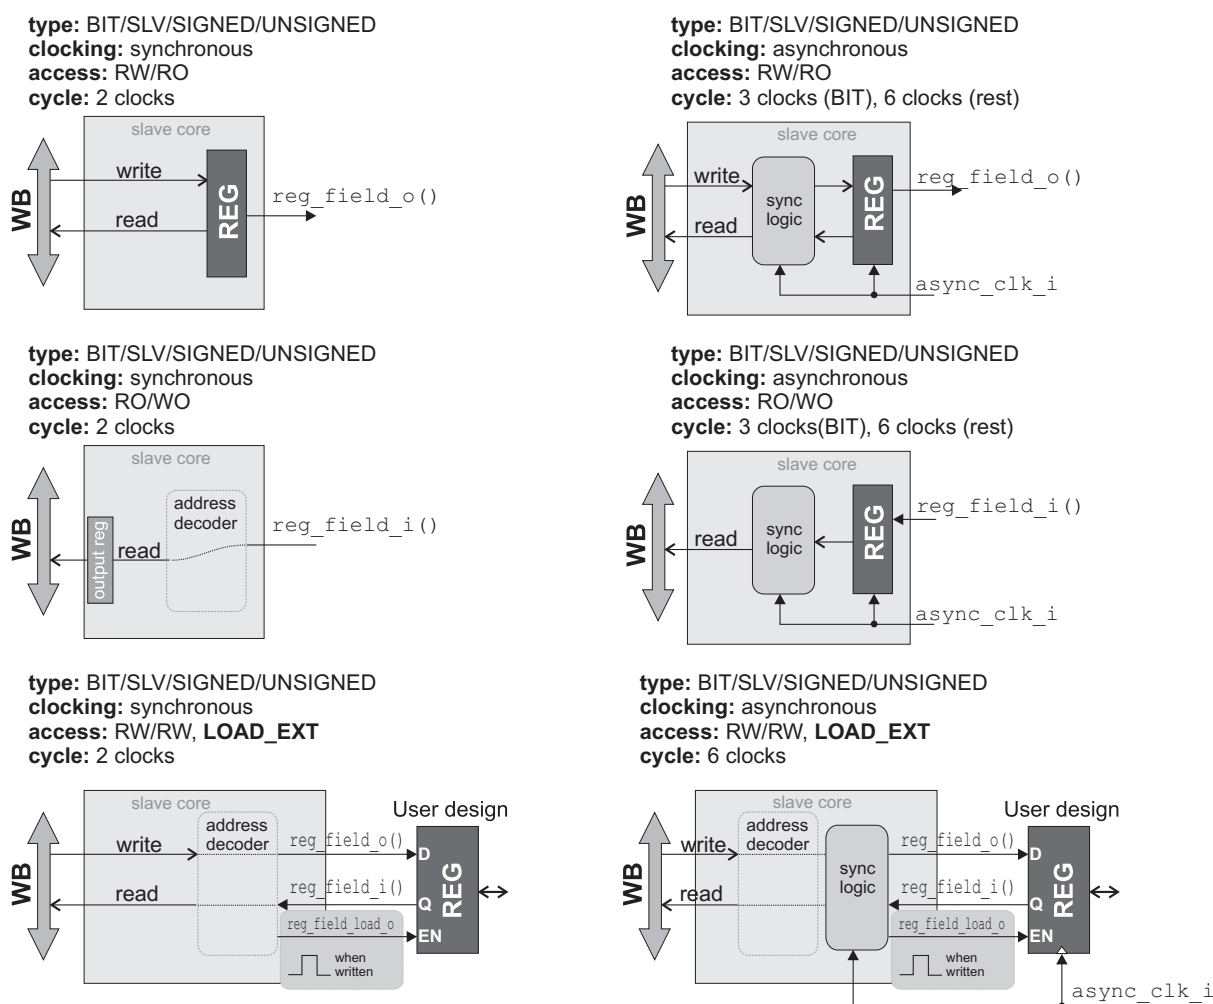 type: BIT/SLV/SIGNED/UNSIGNED
clocking: synchronous
access: RW/RO
cycle: 2 clocks
slave core
WB
write
read
REG
reg_field_o()
type: BIT/SLV/SIGNED/UNSIGNED
clocking: asynchronous
access: RW/RO
cycle: 3 clocks (BIT), 6 clocks (rest)
slave core
WB
write
read
sync
logic
REG
reg_field_o()
async_clk_i
type: BIT/SLV/SIGNED/UNSIGNED
clocking: synchronous
access: RO/WO
cycle: 2 clocks
slave core
WB
output reg
read
address
decoder
reg_field_i()
type: BIT/SLV/SIGNED/UNSIGNED
clocking: asynchronous
access: RO/WO
cycle: 3 clocks(BIT), 6 clocks (rest)
slave core
WB
read
sync
logic
REG
reg_field_i()
async_clk_i
type: BIT/SLV/SIGNED/UNSIGNED
clocking: synchronous
access: RW/RW, LOAD_EXT
cycle: 2 clocks
slave core
User design
WB
write
read
address
decoder
reg_field_o()
reg_field_i()
reg_field_load_o
when
written
D
Q
EN
REG
type: BIT/SLV/SIGNED/UNSIGNED
clocking: asynchronous
access: RW/RW, LOAD_EXT
cycle: 6 clocks
slave core
User design
WB
write
read
address
decoder
sync
logic
reg_field_o()
reg_field_i()
reg_field_load_o
when
written
D
Q
EN
REG
async_clk_i